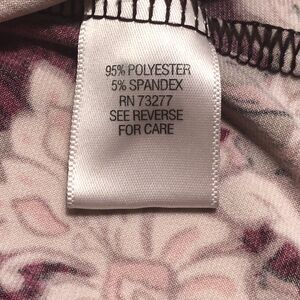 95% POLYESTER
5% SPANDEX
RN 73277
SEE REVERSE
FOR CARE